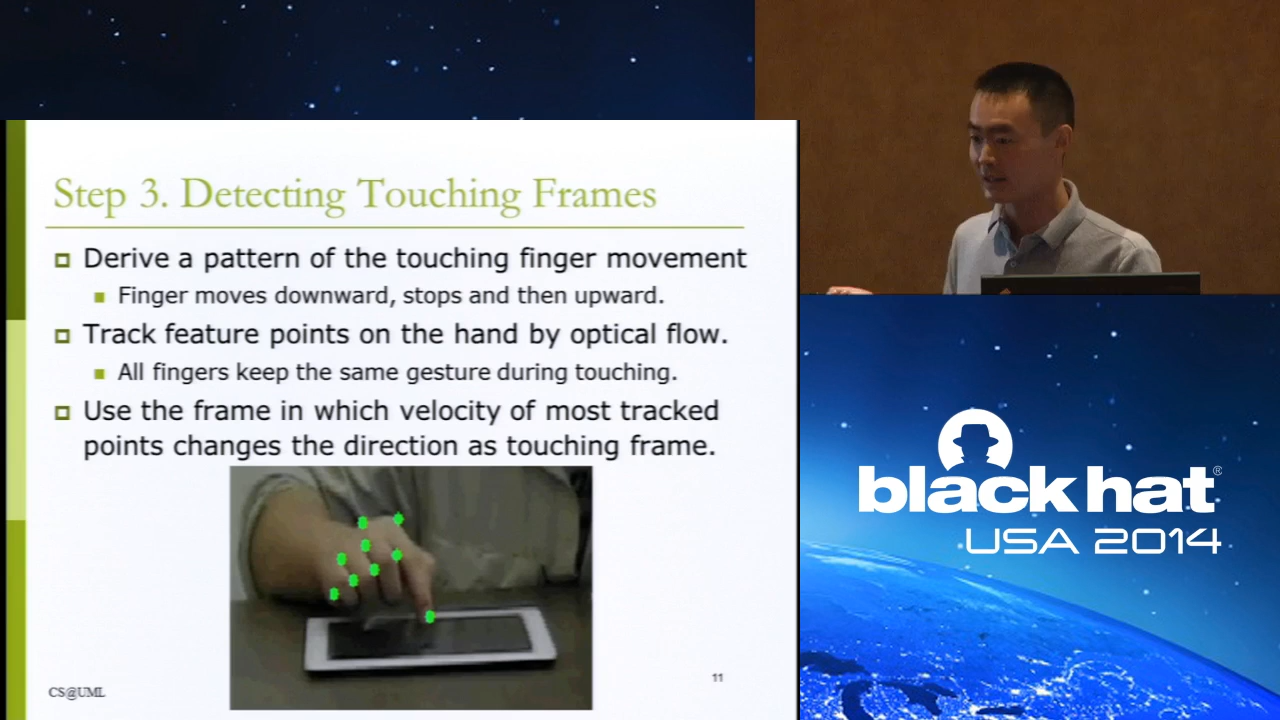 Step 3. Detecting Touching Frames
Derive a pattern of the touching finger movement
Finger moves downward, stops and then upward.
Track feature points on the hand by optical flow.
All fingers keep the same gesture during touching.
Use the frame in which velocity of most tracked
points changes the direction as touching frame.
CS@UML
11
black hat®
USA 2014